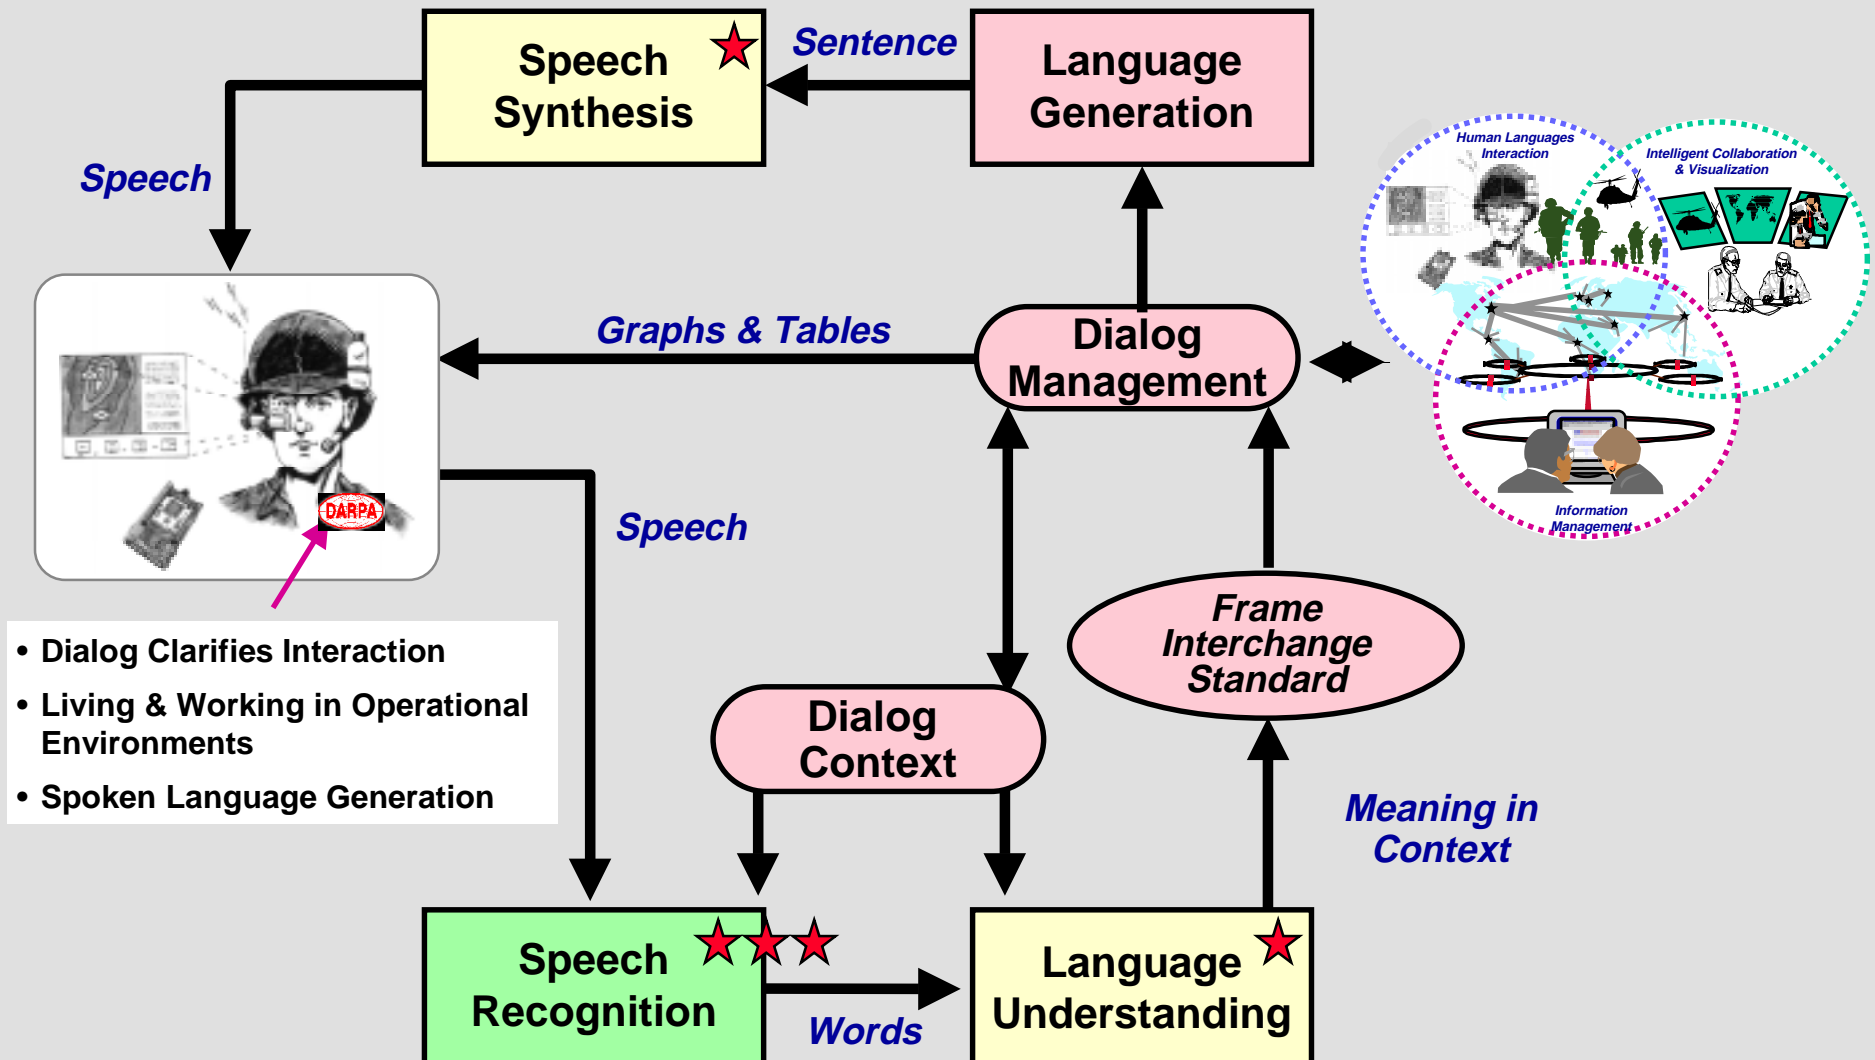 Speech
Synthesis
Sentence
Language
Generation
Speech
Human Languages
Interaction
Intelligent Collaboration
& Visualization
Graphs & Tables
Dialog
Management
DARPA
Speech
Information
Management
Frame
Interchange
Standard
• Dialog Clarifies Interaction
• Living & Working in Operational
Environments
• Spoken Language Generation
Dialog
Context
Meaning in
Context
Speech
Recognition
Words
Language
Understanding